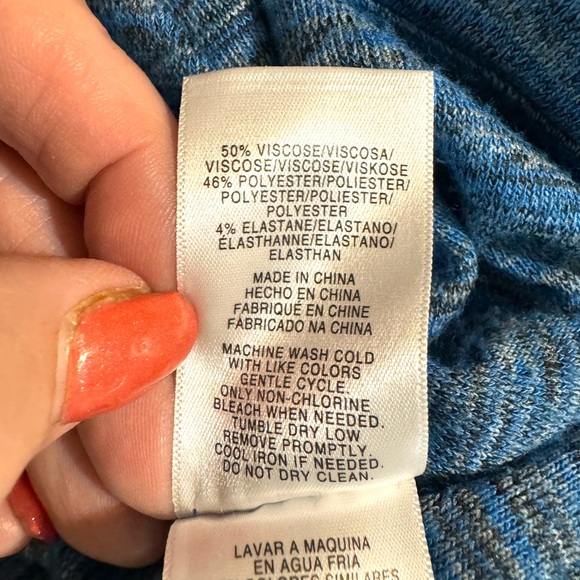 50% VISCOSE/VISCOSA/
VISCOSE/VISCOSE/VISKOSE
46% POLYESTER/POLIESTER/
POLYESTER/POLIESTER/
POLYESTER
4% ELASTANE/ELASTANO/
ÉLASTHANNE/ELASTANO/
ELASTHAN
MADE IN CHINA
HECHO EN CHINA
FABRIQUÉ EN CHINE
FABRICADO NA CHINA
MACHINE WASH COLD
WITH LIKE COLORS
GENTLE CYCLE.
ONLY NON-CHLORINE
BLEACH WHEN NEEDED.
TUMBLE DRY LOW
REMOVE PROMPTLY.
COOL IRON IF NEEDED.
DO NOT DRY CLEAN.
LAVAR A MAQUINA
EN AGUA FRIA
SIMILARES